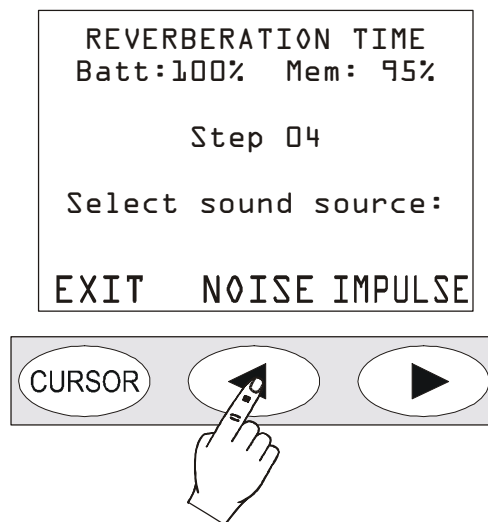 REVERBERATION TIME
Batt:100% Mem: 95%
Step 04
Select sound source:
EXIT NOISE IMPULSE
CURSOR